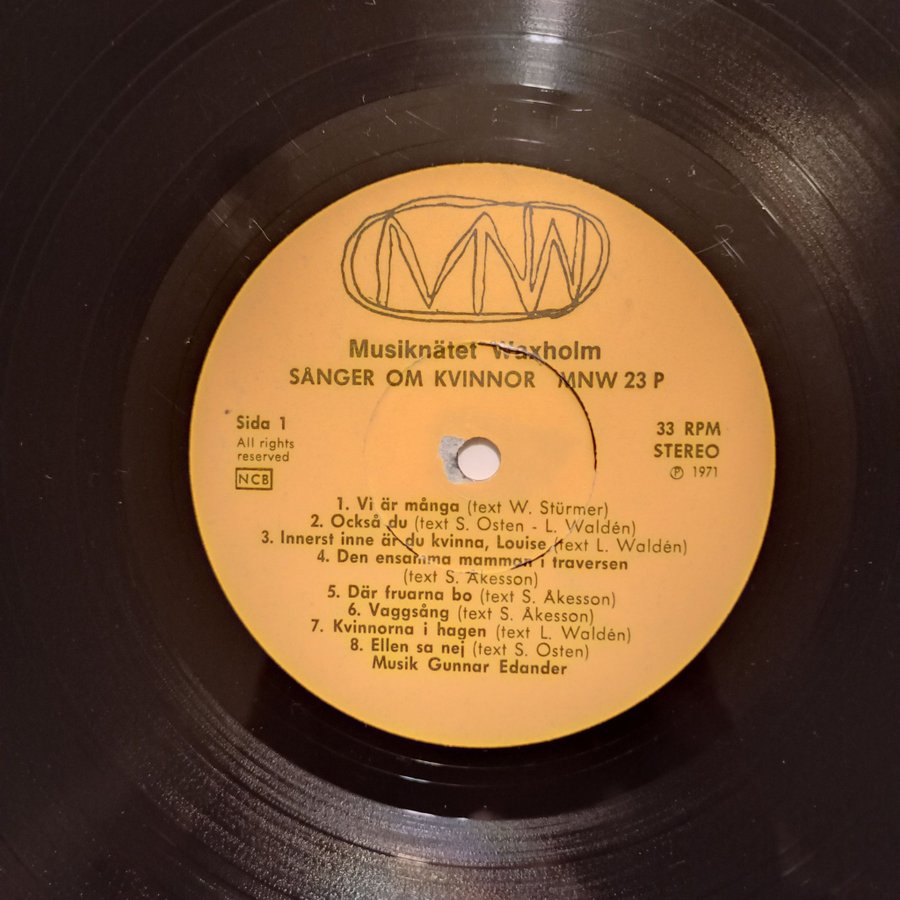 MNW
Musiknätet Waxholm
SÅNGER OM KVINNOR MNW 23 P
Sida 1
All rights
reserved
NCB
33 RPM
STEREO
Ⓟ 1971
1. Vi är många (text W. Stürmer)
2. Också du (text S. Osten - L. Waldén)
3. Innerst inne är du kvinna, Louise (text L. Waldén)
4. Den ensamma mamman i traversen
(text S. Åkesson)
5. Där fruarna bo (text S. Åkesson)
6. Vaggsång (text S. Åkesson)
7. Kvinnorna i hagen (text L. Waldén)
8. Ellen sa nej (text S. Osten)
Musik Gunnar Edander